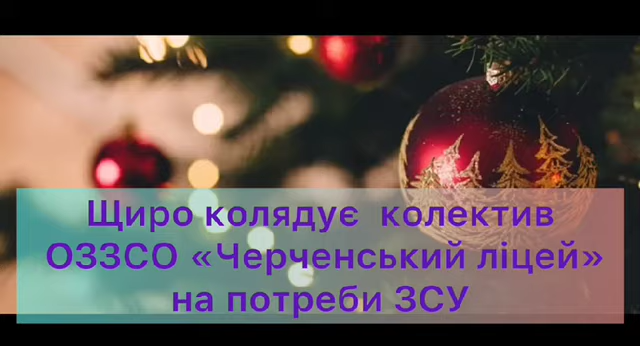 Щиро колядує колектив
ОЗЗСО «Черченський ліцей»
на потреби ЗСУ